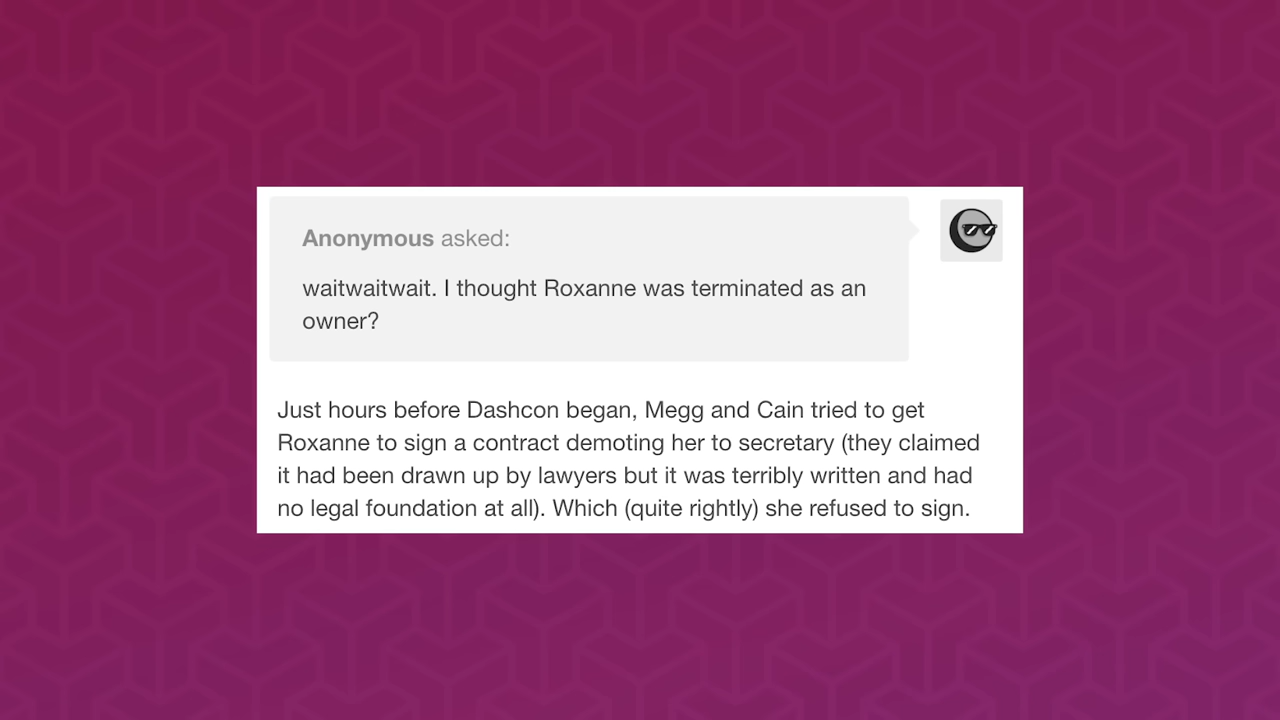 Anonymous asked:
waitwaitwait. I thought Roxanne was terminated as an
owner?
Just hours before Dashcon began, Megg and Cain tried to get
Roxanne to sign a contract demoting her to secretary (they claimed
it had been drawn up by lawyers but it was terribly written and had
no legal foundation at all). Which (quite rightly) she refused to sign.